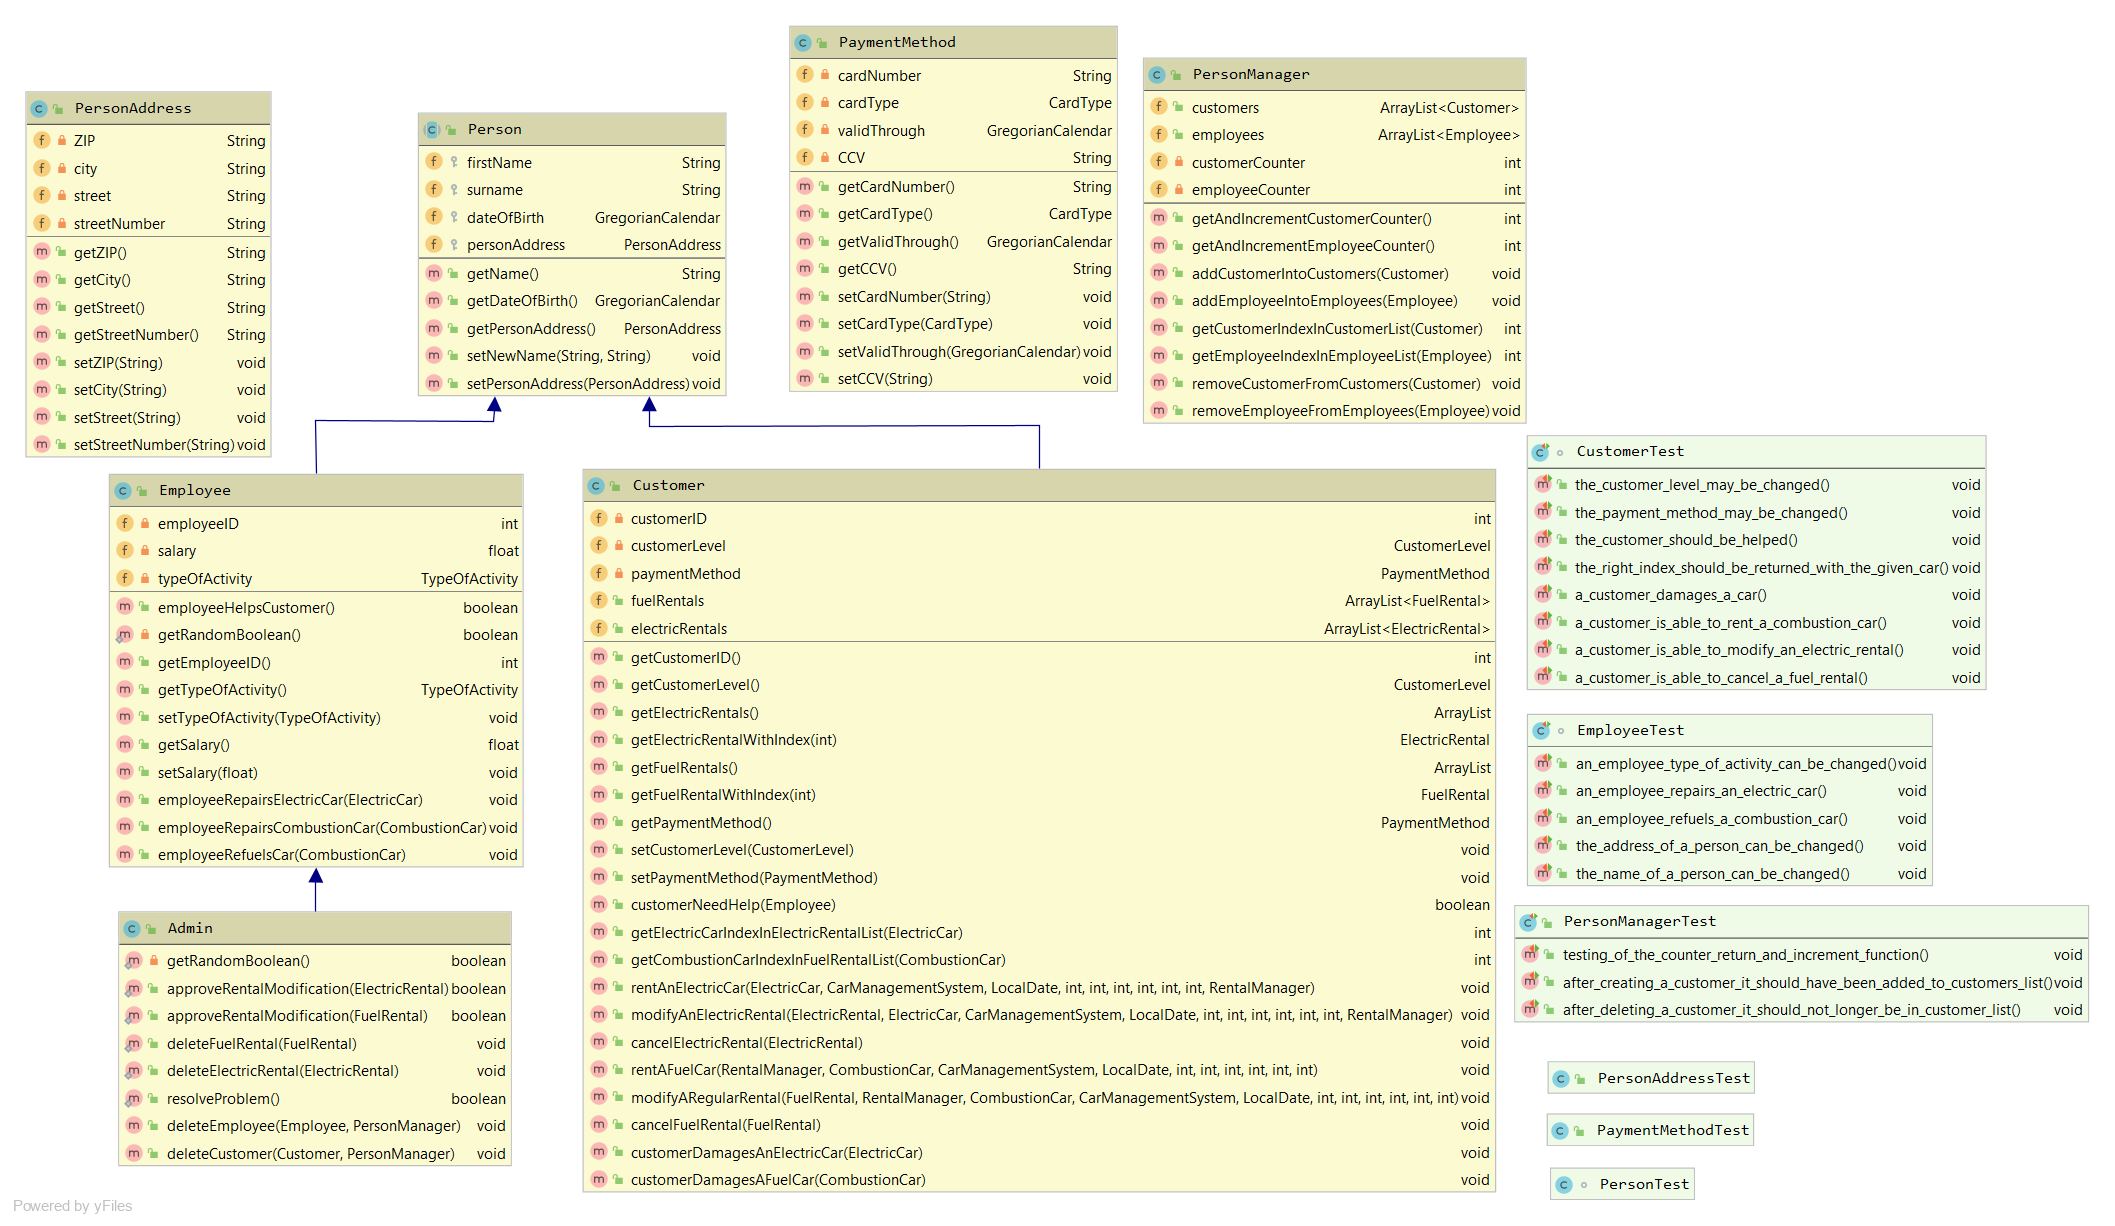 PersonAddress
ZIP String
city String
street String
streetNumber String
getZIP() String
getCity() String
getStreet() String
getStreetNumber() String
setZIP(String) void
setCity(String) void
setStreet(String) void
setStreetNumber(String) void
Person
firstName String
surname String
dateOfBirth GregorianCalendar
personAddress PersonAddress
getName() String
getDateOfBirth() GregorianCalendar
getPersonAddress() PersonAddress
setNewName(String, String) void
setPersonAddress(PersonAddress) void
PaymentMethod
cardNumber String
cardType CardType
validThrough GregorianCalendar
CCV String
getCardNumber() String
getCardType() CardType
getValidThrough() GregorianCalendar
getCCV() String
setCardNumber(String) void
setCardType(CardType) void
setValidThrough(GregorianCalendar) void
setCCV(String) void
PersonManager
customers ArrayList<Customer>
employees ArrayList<Employee>
customerCounter int
employeeCounter int
getAndIncrementCustomerCounter() int
getAndIncrementEmployeeCounter() int
addCustomerIntoCustomers(Customer) void
addEmployeeIntoEmployees(Employee) void
getCustomerIndexInCustomerList(Customer) int
getEmployeeIndexInEmployeeList(Employee) int
removeCustomerFromCustomers(Customer) void
removeEmployeeFromEmployees(Employee) void
Employee
employeeID int
salary float
typeOfActivity TypeOfActivity
employeeHelpsCustomer() boolean
getRandomBoolean() boolean
getEmployeeID() int
getTypeOfActivity() TypeOfActivity
setTypeOfActivity(TypeOfActivity) void
getSalary() float
setSalary(float) void
employeeRepairsElectricCar(ElectricCar) void
employeeRepairsCombustionCar(CombustionCar) void
employeeRefuelsCar(CombustionCar) void
Admin
getRandomBoolean() boolean
approveRentalModification(ElectricRental) boolean
approveRentalModification(FuelRental) boolean
deleteFuelRental(FuelRental) void
deleteElectricRental(ElectricRental) void
resolveProblem() boolean
deleteEmployee(Employee, PersonManager) void
deleteCustomer(Customer, PersonManager) void
Customer
customerID int
customerLevel CustomerLevel
paymentMethod PaymentMethod
fuelRentals ArrayList<FuelRental>
electricRentals ArrayList<ElectricRental>
getCustomerID() int
getCustomerLevel() CustomerLevel
getElectricRentals() ArrayList
getElectricRentalWithIndex(int) ElectricRental
getFuelRentals() ArrayList
getFuelRentalWithIndex(int) FuelRental
getPaymentMethod() PaymentMethod
setCustomerLevel(CustomerLevel) void
setPaymentMethod(PaymentMethod) void
customerNeedHelp(Employee) boolean
getElectricCarIndexInElectricRentalList(ElectricCar) int
getCombustionCarIndexInFuelRentalList(CombustionCar) int
rentAnElectricCar(ElectricCar, CarManagementSystem, LocalDate, int, int, int, int, int, int, RentalManager) void
modifyAnElectricRental(ElectricRental, ElectricCar, CarManagementSystem, LocalDate, int, int, int, int, int, int, RentalManager) void
cancelElectricRental(ElectricRental) void
rentAFuelCar(RentalManager, CombustionCar, CarManagementSystem, LocalDate, int, int, int, int, int, int) void
modifyARegularRental(FuelRental, RentalManager, CombustionCar, CarManagementSystem, LocalDate, int, int, int, int, int, int) void
cancelFuelRental(FuelRental) void
customerDamagesAnElectricCar(ElectricCar) void
customerDamagesAFuelCar(CombustionCar) void
CustomerTest
the_customer_level_may_be_changed() void
the_payment_method_may_be_changed() void
the_customer_should_be_helped() void
the_right_index_should_be_returned_with_the_given_car() void
a_customer_damages_a_car() void
a_customer_is_able_to_rent_a_combustion_car() void
a_customer_is_able_to_modify_an_electric_rental() void
a_customer_is_able_to_cancel_a_fuel_rental() void
EmployeeTest
an_employee_type_of_activity_can_be_changed() void
an_employee_repairs_an_electric_car() void
an_employee_refuels_a_combustion_car() void
the_address_of_a_person_can_be_changed() void
the_name_of_a_person_can_be_changed() void
PersonManagerTest
testing_of_the_counter_return_and_increment_function() void
after_creating_a_customer_it_should_have_been_added_to_customers_list() void
after_deleting_a_customer_it_should_not_longer_be_in_customer_list() void
PersonAddressTest
PaymentMethodTest
PersonTest
Powered by yFiles